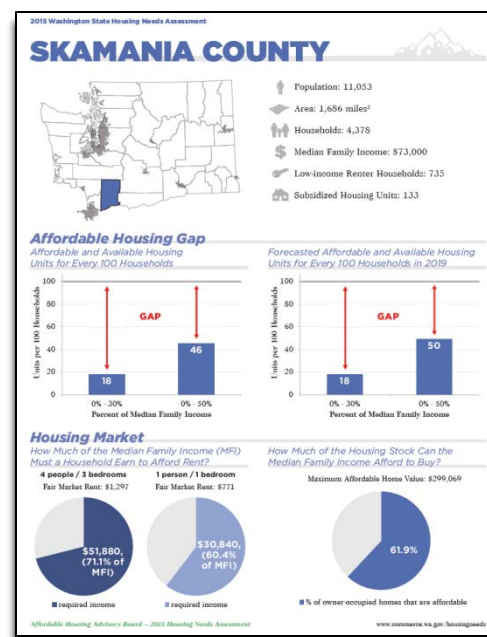 2015 Washington State Housing Needs Assessment
SKAMANIA COUNTY
Population: 11,053
Area: 1,686 miles²
Households: 4,378
Median Family Income: $73,000
Low-income Renter Households: 735
Subsidized Housing Units: 133
Affordable Housing Gap
Affordable and Available Housing
Units for Every 100 Households
Units per 100 Households
100
80
60
40
20
0
GAP
18
46
0% - 30%
0% - 50%
Percent of Median Family Income
Forecasted Affordable and Available Housing
Units for Every 100 Households in 2019
100
80
60
40
20
0
GAP
18
50
0% - 30%
0% - 50%
Percent of Median Family Income
Housing Market
How Much of the Median Family Income (MFI)
Must a Household Earn to Afford Rent?
4 people / 3 bedrooms
Fair Market Rent: $1,297
$51,880,
(71.1% of
MFI)
required income
1 person / 1 bedroom
Fair Market Rent: $771
$30,840,
(60.4%
of MFI)
required income
How Much of the Housing Stock Can the
Median Family Income Afford to Buy?
Maximum Affordable Home Value: $299,069
61.9%
% of owner-occupied homes that are affordable
Affordable Housing Advisory Board – 2015 Housing Needs Assessment
www.commerce.wa.gov/housingneeds